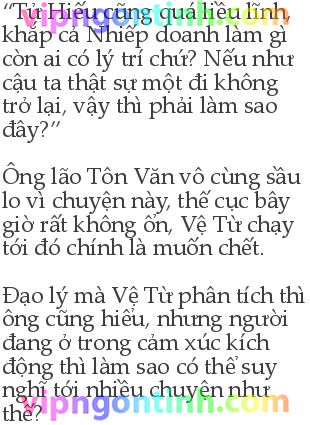 “Tử Hiếu cũng quá liều lĩnh,
khắp cả Nhiếp doanh làm gì
còn ai có lý trí chứ? Nếu như
cậu ta thật sự một đi không
trở lại, vậy thì phải làm sao
đây?”
Ông lão Tôn Văn vô cùng sầu
lo vì chuyện này, thế cục bây
giờ rất không ổn, Vệ Từ chạy
tới đó chính là muốn chết.
Đạo lý mà Vệ Từ phân tích thì
ông cũng hiểu, nhưng người
đang ở trong cảm xúc kích
động thì làm sao có thể suy
nghĩ tới nhiều chuyện như
thế?
vipngontinh.com
vipngontinh.com